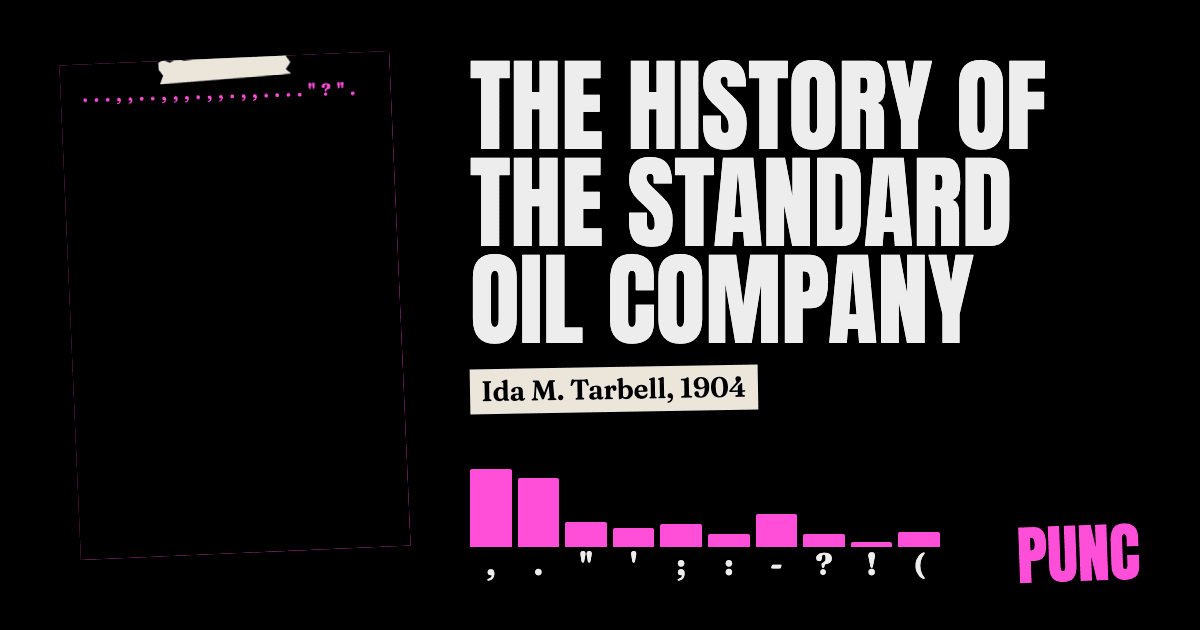 ...,,..,,,.,,.,,...."?".
THE HISTORY OF
THE STANDARD
OIL COMPANY
Ida M. Tarbell, 1904
, . " ' ; : - ? ! (
PUNC